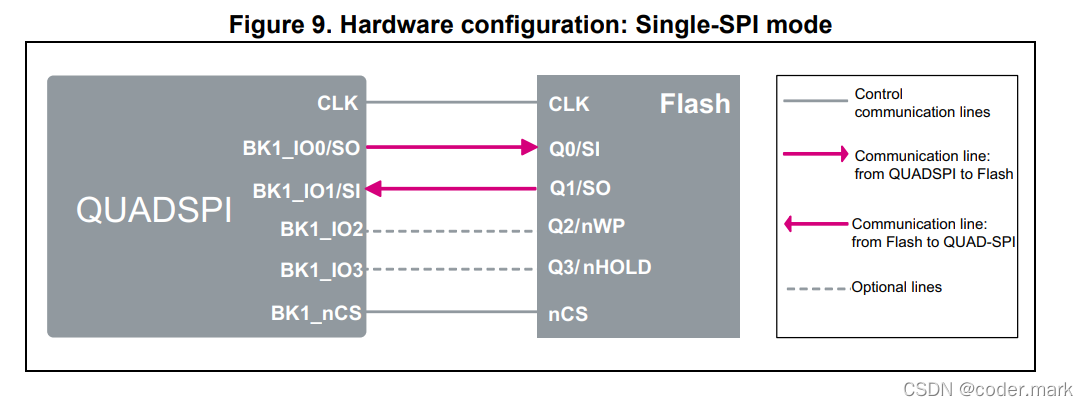 Figure 9. Hardware configuration: Single-SPI mode
QUADSPI
CLK
BK1_IO0/SO
BK1_IO1/SI
BK1_IO2
BK1_IO3
BK1_nCS
Flash
CLK
Q0/SI
Q1/SO
Q2/nWP
Q3/nHOLD
nCS
Control
communication lines
Communication line:
from QUADSPI to Flash
Communication line:
from Flash to QUAD-SPI
Optional lines
CSDN @coder.mark